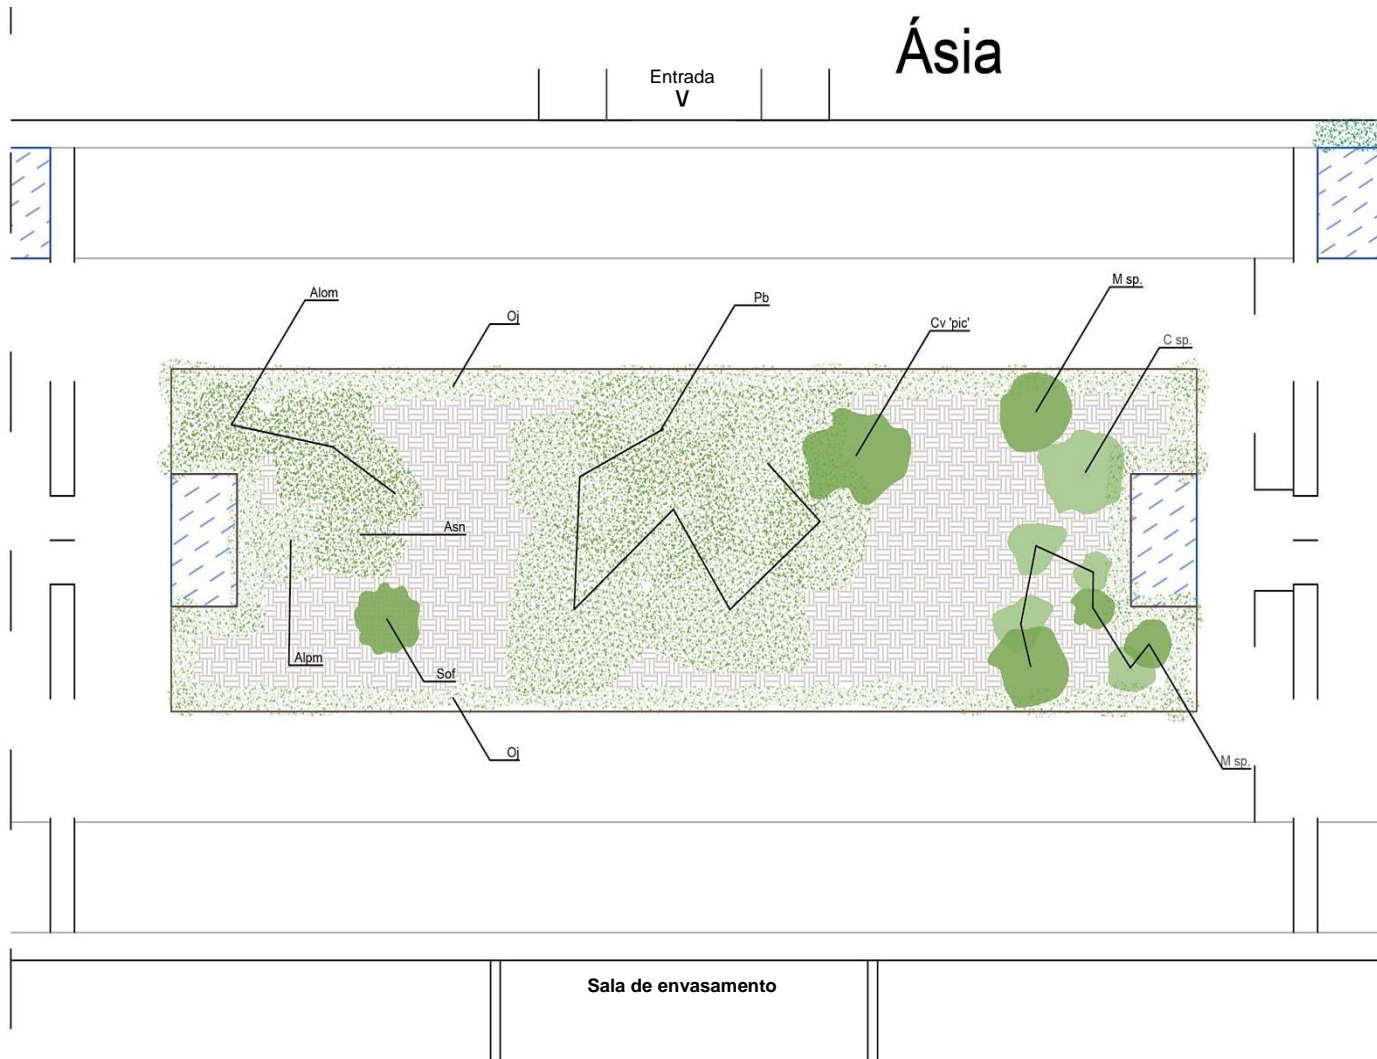 Ásia
Entrada
V
M sp.
Alom
Pb
Oj
Cv 'pic'
C sp.
Asn
Alpm
Sof
Oj
M sp.
Sala de envasamento